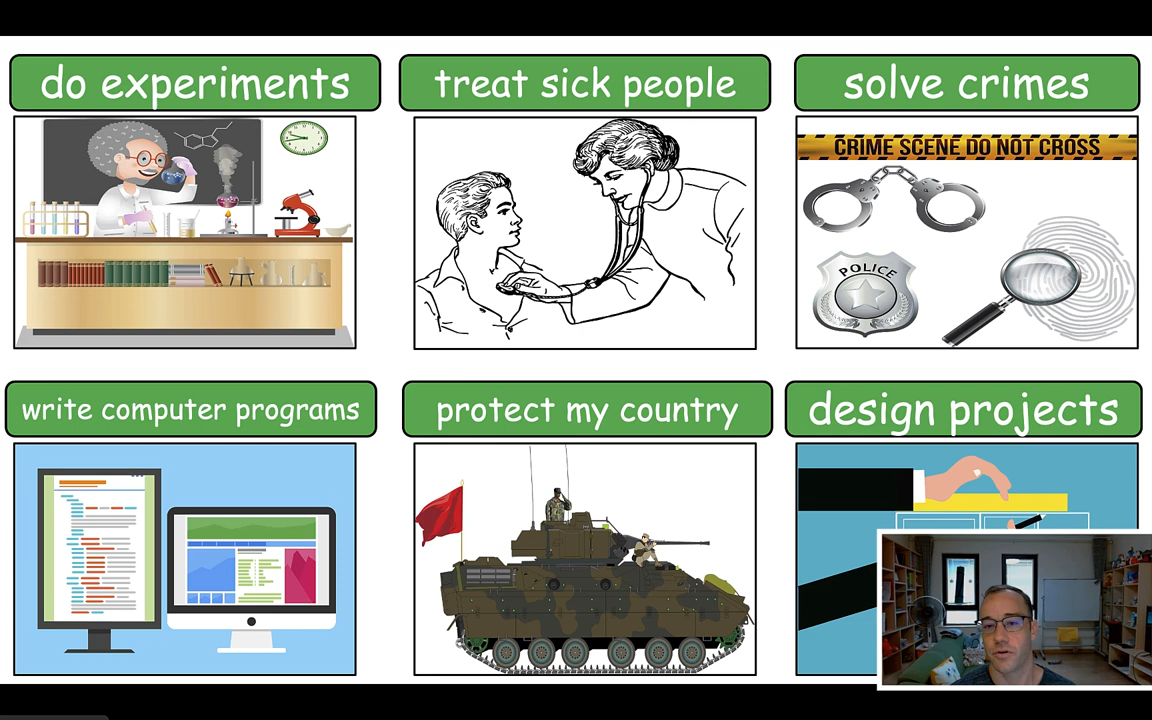 do experiments
treat sick people
solve crimes
CRIME SCENE DO NOT CROSS
POLICE
write computer programs
protect my country
design projects